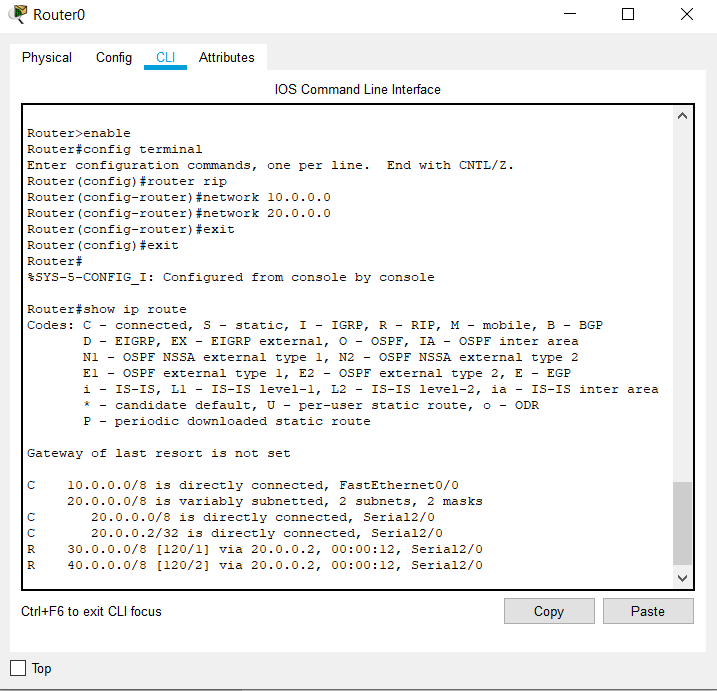 Router0
Physical Config CLI Attributes
IOS Command Line Interface
Router>enable
Router#config terminal
Enter configuration commands, one per line.  End with CNTL/Z.
Router(config)#router rip
Router(config-router)#network 10.0.0.0
Router(config-router)#network 20.0.0.0
Router(config-router)#exit
Router(config)#exit
Router#
%SYS-5-CONFIG_I: Configured from console by console
Router#show ip route
Codes: C - connected, S - static, I - IGRP, R - RIP, M - mobile, B - BGP
       D - EIGRP, EX - EIGRP external, O - OSPF, IA - OSPF inter area
       N1 - OSPF NSSA external type 1, N2 - OSPF NSSA external type 2
       E1 - OSPF external type 1, E2 - OSPF external type 2, E - EGP
       i - IS-IS, L1 - IS-IS level-1, L2 - IS-IS level-2, ia - IS-IS inter area
       * - candidate default, U - per-user static route, o - ODR
       P - periodic downloaded static route
Gateway of last resort is not set
C    10.0.0.0/8 is directly connected, FastEthernet0/0
     20.0.0.0/8 is variably subnetted, 2 subnets, 2 masks
C       20.0.0.0/8 is directly connected, Serial2/0
C       20.0.0.2/32 is directly connected, Serial2/0
R    30.0.0.0/8 [120/1] via 20.0.0.2, 00:00:12, Serial2/0
R    40.0.0.0/8 [120/2] via 20.0.0.2, 00:00:12, Serial2/0
Ctrl+F6 to exit CLI focus
Copy Paste
Top